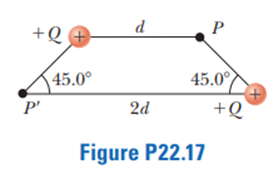 d
+Q + P
45.0° 45.0°
P' 2d +Q +
Figure P22.17